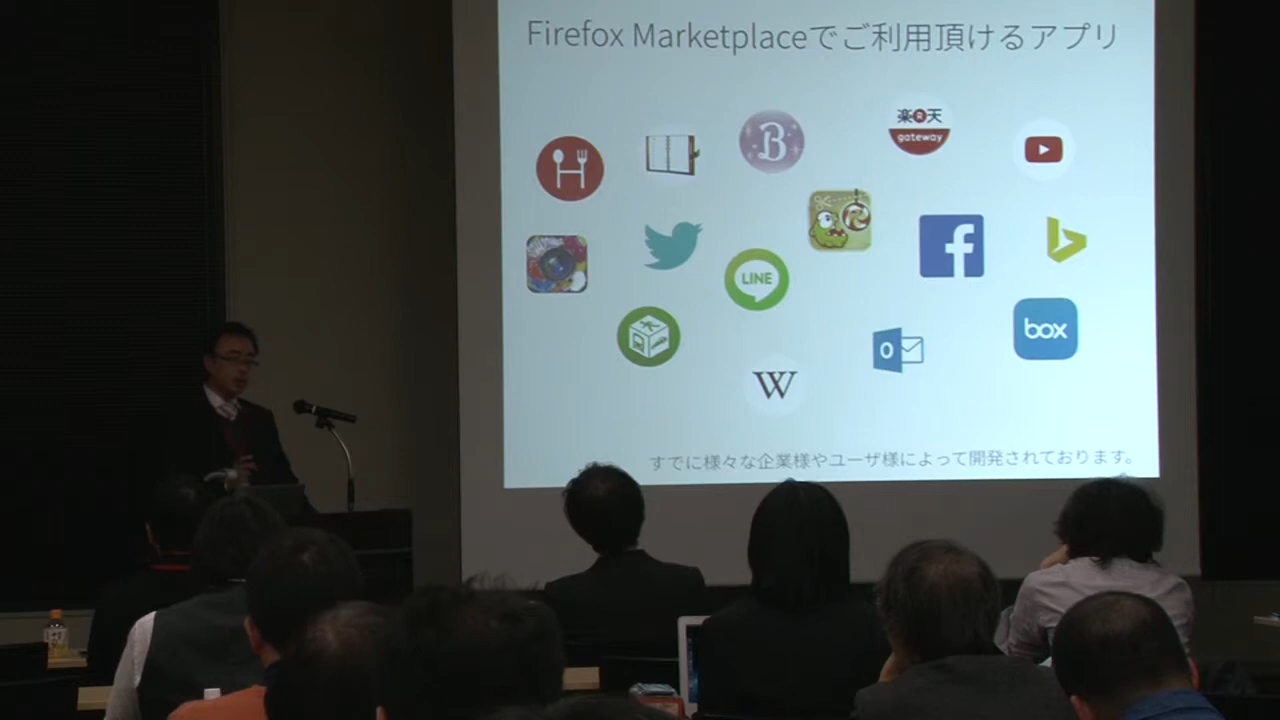 Firefox Marketplaceでご利用頂けるアプリ
楽R天
gateway
B
H
LINE
f
b
box
O
W
すでに様々な企業様やユーザ様によって開発されております。